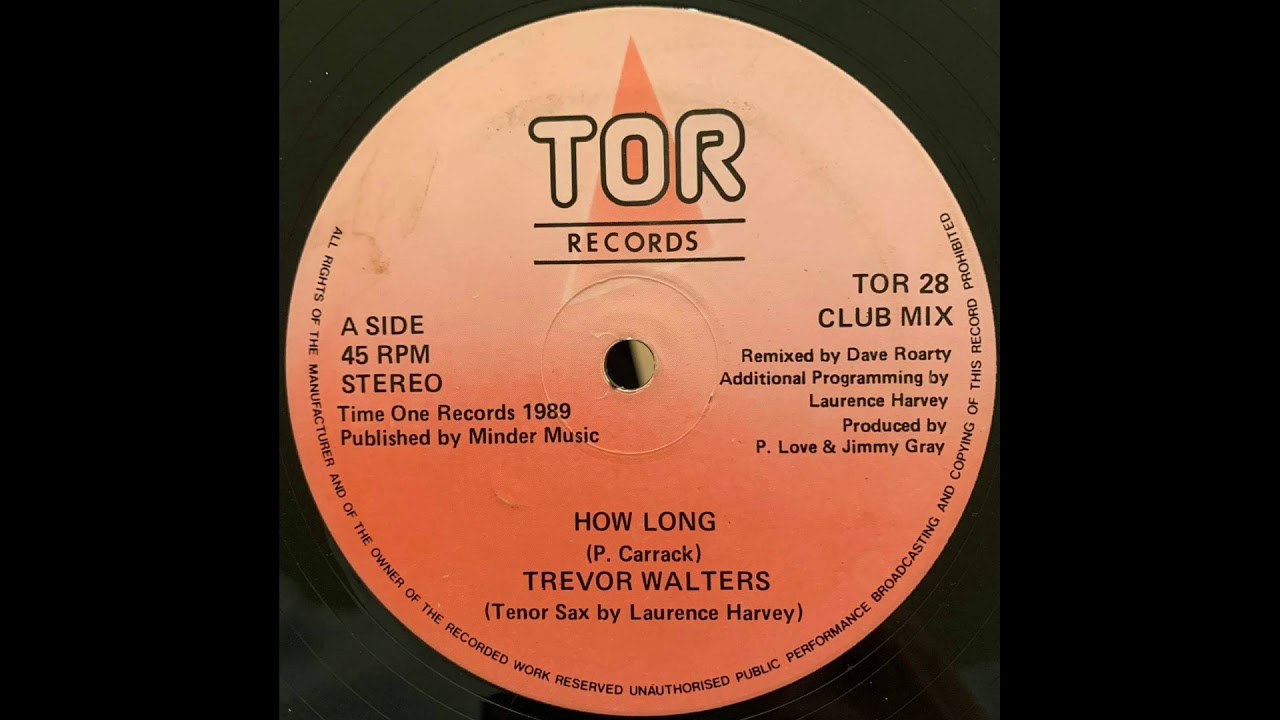 TOR
RECORDS
TOR 28
CLUB MIX
A SIDE
45 RPM
STEREO
Time One Records 1989
Published by Minder Music
Remixed by Dave Roarty
Additional Programming by
Laurence Harvey
Produced by
P. Love & Jimmy Gray
HOW LONG
(P. Carrack)
TREVOR WALTERS
(Tenor Sax by Laurence Harvey)
ALL RIGHTS OF THE MANUFACTURER AND OF THE OWNER OF THE RECORDED WORK RESERVED UNAUTHORISED PUBLIC PERFORMANCE BROADCASTING AND COPYING OF THIS RECORD PROHIBITED